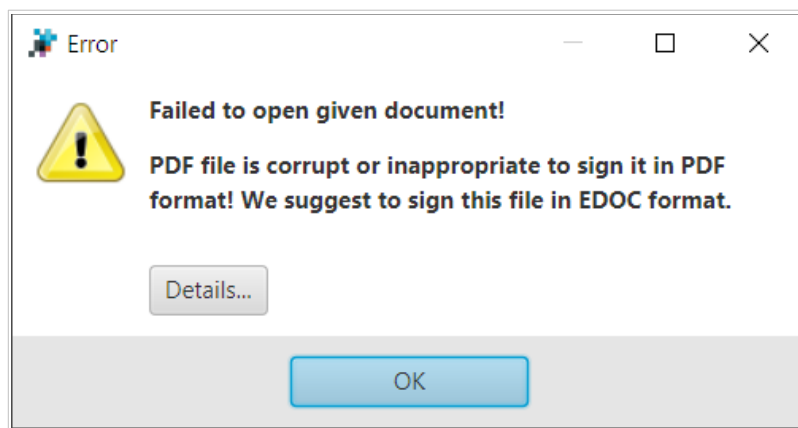 Error
Failed to open given document!
PDF file is corrupt or inappropriate to sign it in PDF
format! We suggest to sign this file in EDOC format.
Details...
OK